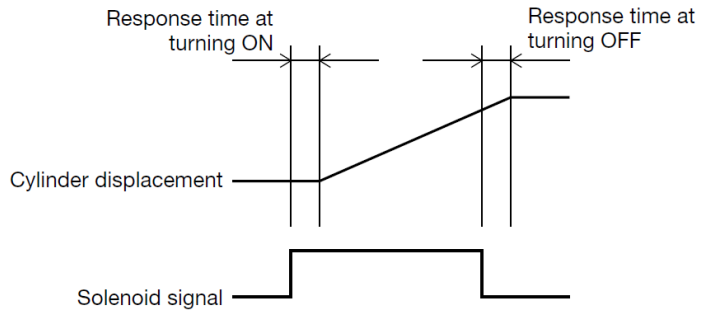 Response time at
turning ON
Response time at
turning OFF
Cylinder displacement
Solenoid signal